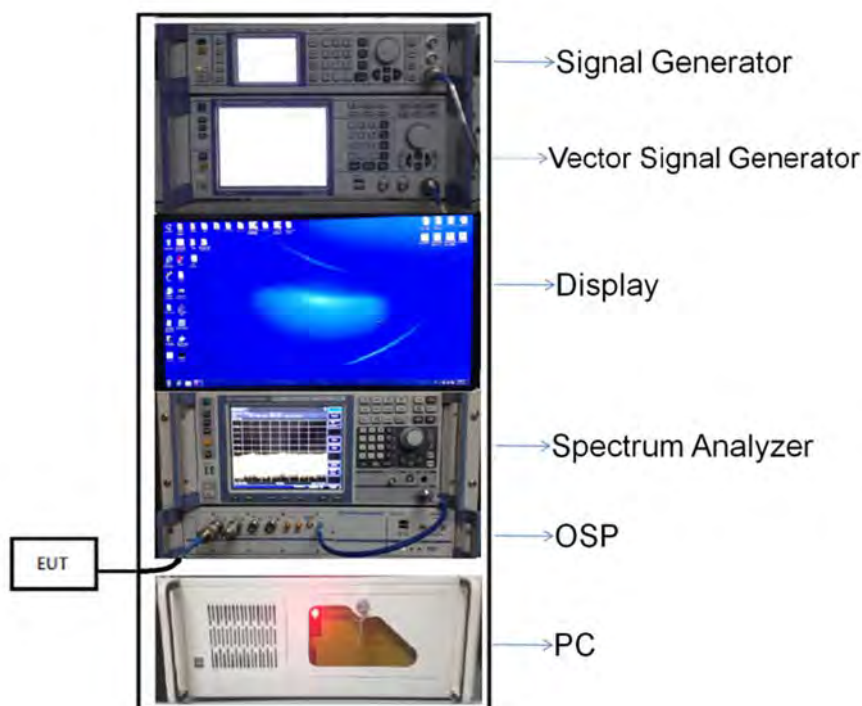 Signal Generator
Vector Signal Generator
Display
Spectrum Analyzer
OSP
EUT
PC